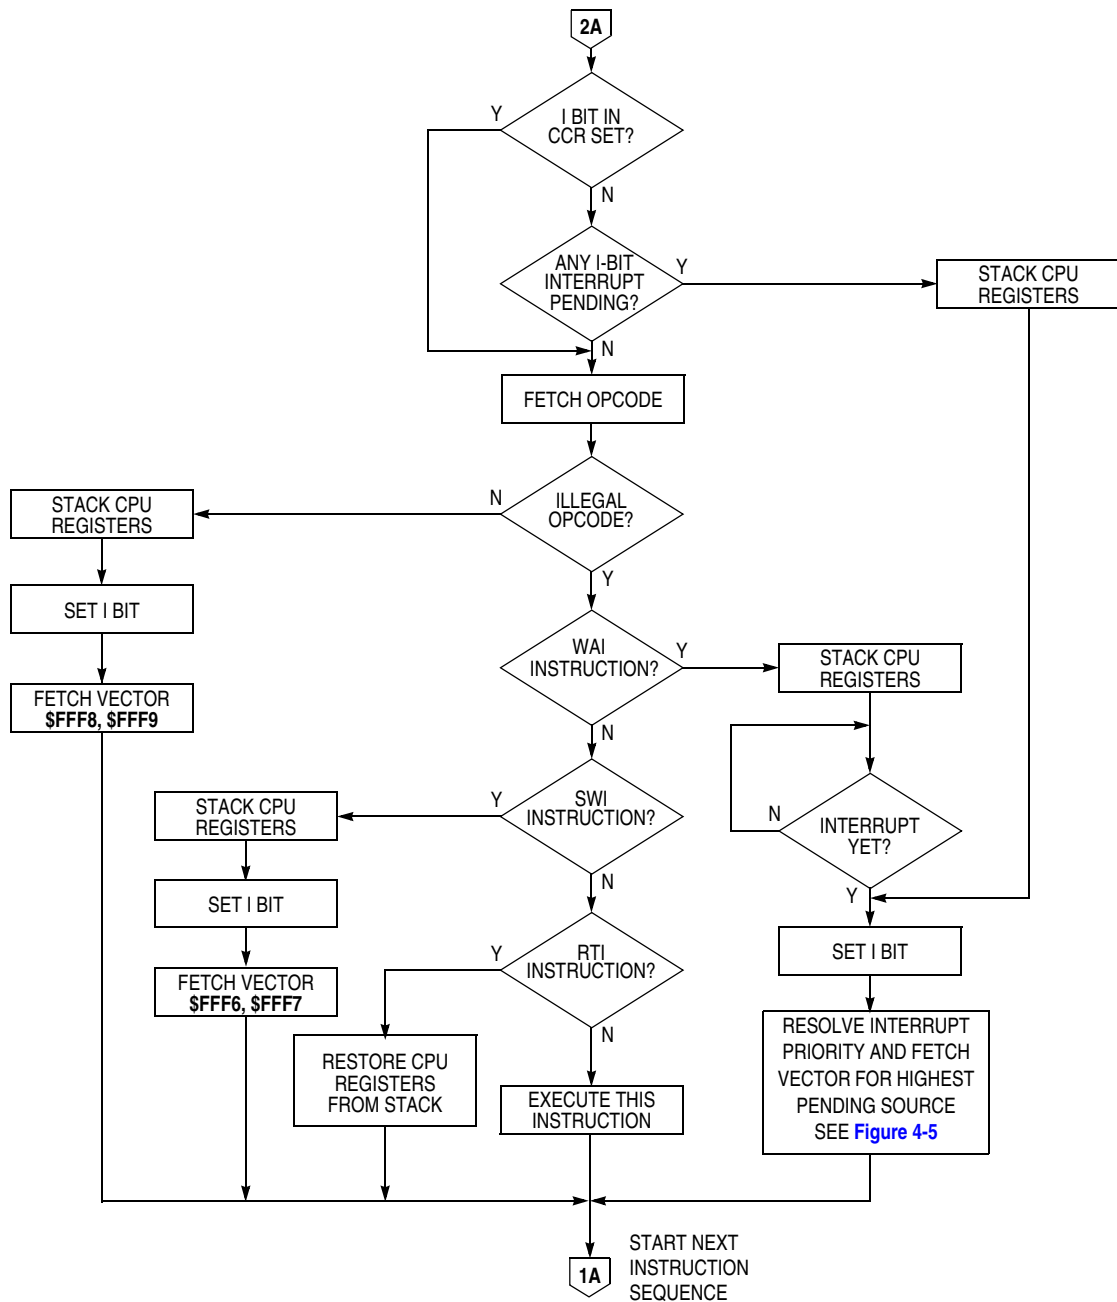 2A
I BIT IN
CCR SET?
Y
N
ANY I-BIT
INTERRUPT
PENDING?
Y
N
STACK CPU
REGISTERS
FETCH OPCODE
ILLEGAL
OPCODE?
N
Y
STACK CPU
REGISTERS
SET I BIT
FETCH VECTOR
$FFF8, $FFF9
WAI
INSTRUCTION?
Y
N
STACK CPU
REGISTERS
INTERRUPT
YET?
N
Y
SWI
INSTRUCTION?
Y
N
STACK CPU
REGISTERS
SET I BIT
FETCH VECTOR
$FFF6, $FFF7
RTI
INSTRUCTION?
Y
N
RESTORE CPU
REGISTERS
FROM STACK
EXECUTE THIS
INSTRUCTION
SET I BIT
RESOLVE INTERRUPT
PRIORITY AND FETCH
VECTOR FOR HIGHEST
PENDING SOURCE
SEE Figure 4-5
1A
START NEXT
INSTRUCTION
SEQUENCE